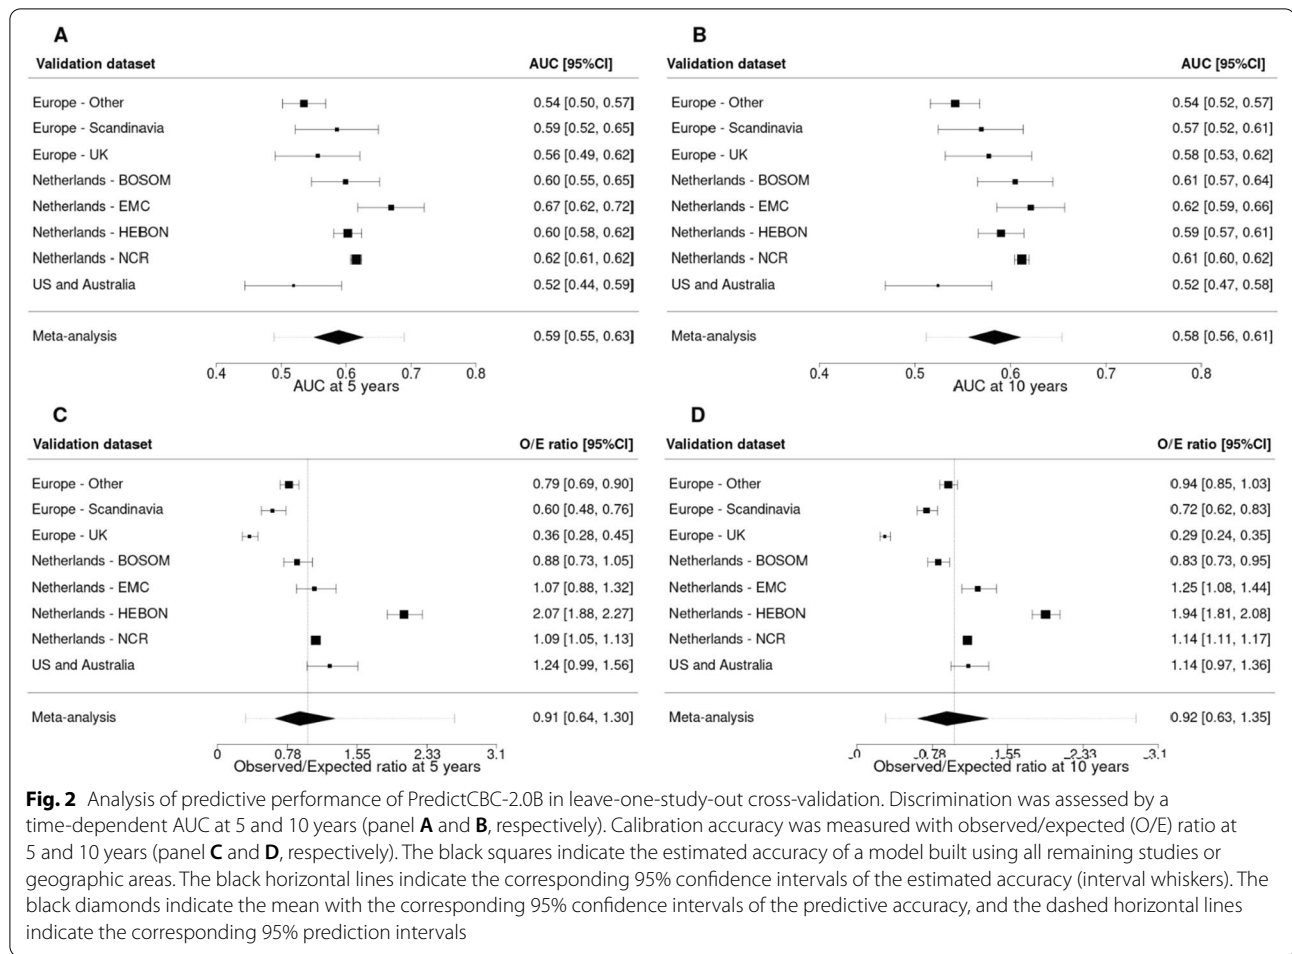 A
Validation dataset AUC [95%CI]
Europe - Other 0.54 [0.50, 0.57]
Europe - Scandinavia 0.59 [0.52, 0.65]
Europe - UK 0.56 [0.49, 0.62]
Netherlands - BOSOM 0.60 [0.55, 0.65]
Netherlands - EMC 0.67 [0.62, 0.72]
Netherlands - HEBON 0.60 [0.58, 0.62]
Netherlands - NCR 0.62 [0.61, 0.62]
US and Australia 0.52 [0.44, 0.59]
Meta-analysis 0.59 [0.55, 0.63]
0.4 0.5 0.6 0.7 0.8
AUC at 5 years
B
Validation dataset AUC [95%CI]
Europe - Other 0.54 [0.52, 0.57]
Europe - Scandinavia 0.57 [0.52, 0.61]
Europe - UK 0.58 [0.53, 0.62]
Netherlands - BOSOM 0.61 [0.57, 0.64]
Netherlands - EMC 0.62 [0.59, 0.66]
Netherlands - HEBON 0.59 [0.57, 0.61]
Netherlands - NCR 0.61 [0.60, 0.62]
US and Australia 0.52 [0.47, 0.58]
Meta-analysis 0.58 [0.56, 0.61]
0.4 0.5 0.6 0.7 0.8
AUC at 10 years
C
Validation dataset O/E ratio [95%CI]
Europe - Other 0.79 [0.69, 0.90]
Europe - Scandinavia 0.60 [0.48, 0.76]
Europe - UK 0.36 [0.28, 0.45]
Netherlands - BOSOM 0.88 [0.73, 1.05]
Netherlands - EMC 1.07 [0.88, 1.32]
Netherlands - HEBON 2.07 [1.88, 2.27]
Netherlands - NCR 1.09 [1.05, 1.13]
US and Australia 1.24 [0.99, 1.56]
Meta-analysis 0.91 [0.64, 1.30]
0 0.78 1.55 2.33 3.1
Observed/Expected ratio at 5 years
D
Validation dataset O/E ratio [95%CI]
Europe - Other 0.94 [0.85, 1.03]
Europe - Scandinavia 0.72 [0.62, 0.83]
Europe - UK 0.29 [0.24, 0.35]
Netherlands - BOSOM 0.83 [0.73, 0.95]
Netherlands - EMC 1.25 [1.08, 1.44]
Netherlands - HEBON 1.94 [1.81, 2.08]
Netherlands - NCR 1.14 [1.11, 1.17]
US and Australia 1.14 [0.97, 1.36]
Meta-analysis 0.92 [0.63, 1.35]
0 0.78 1.55 2.33 3.1
Observed/Expected ratio at 10 years
Fig. 2 Analysis of predictive performance of PredictCBC-2.0B in leave-one-study-out cross-validation. Discrimination was assessed by a
time-dependent AUC at 5 and 10 years (panel A and B, respectively). Calibration accuracy was measured with observed/expected (O/E) ratio at
5 and 10 years (panel C and D, respectively). The black squares indicate the estimated accuracy of a model built using all remaining studies or
geographic areas. The black horizontal lines indicate the corresponding 95% confidence intervals of the estimated accuracy (interval whiskers). The
black diamonds indicate the mean with the corresponding 95% confidence intervals of the predictive accuracy, and the dashed horizontal lines
indicate the corresponding 95% prediction intervals